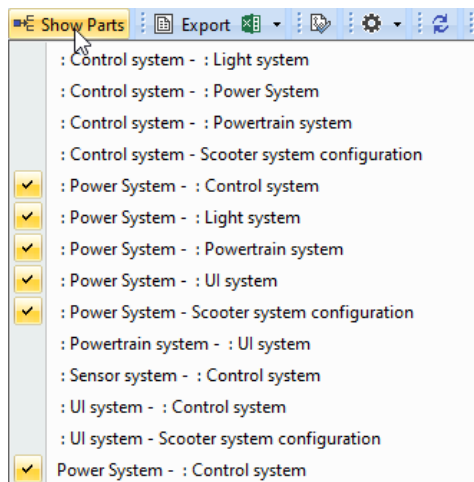 Show Parts Export
: Control system - : Light system
: Control system - : Power System
: Control system - : Powertrain system
: Control system - Scooter system configuration
: Power System - : Control system
: Power System - : Light system
: Power System - : Powertrain system
: Power System - : UI system
: Power System - Scooter system configuration
: Powertrain system - : UI system
: Sensor system - : Control system
: UI system - : Control system
: UI system - Scooter system configuration
Power System - : Control system